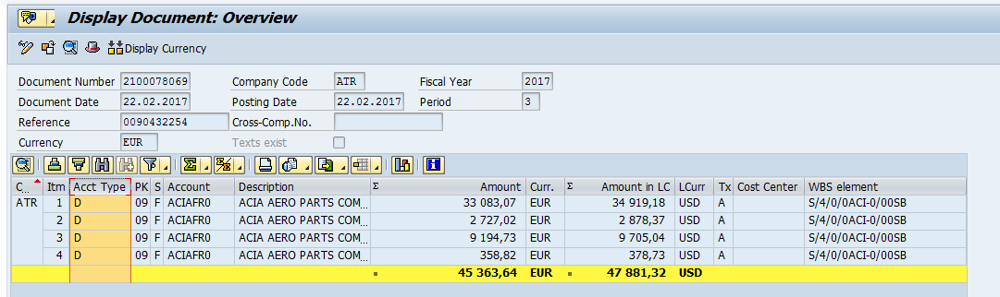 Display Document: Overview
Display Currency
Document Number 2100078069 Company Code ATR Fiscal Year 2017
Document Date 22.02.2017 Posting Date 22.02.2017 Period 3
Reference 0090432254 Cross-Comp.No.
Currency EUR Texts exist
C.. Itm Acct Type PK S Account Description Σ Amount Curr. Σ Amount in LC LCurr Tx Cost Center WBS element
ATR 1 D 09 F ACIAFR0 ACIA AERO PARTS COM... 33 083,07 EUR 34 919,18 USD A S/4/0/0ACI-0/00SB
2 D 09 F ACIAFR0 ACIA AERO PARTS COM... 2 727,02 EUR 2 878,37 USD A S/4/0/0ACI-0/00SB
3 D 09 F ACIAFR0 ACIA AERO PARTS COM... 9 194,73 EUR 9 705,04 USD A S/4/0/0ACI-0/00SB
4 D 09 F ACIAFR0 ACIA AERO PARTS COM... 358,82 EUR 378,73 USD A S/4/0/0ACI-0/00SB
45 363,64 EUR 47 881,32 USD